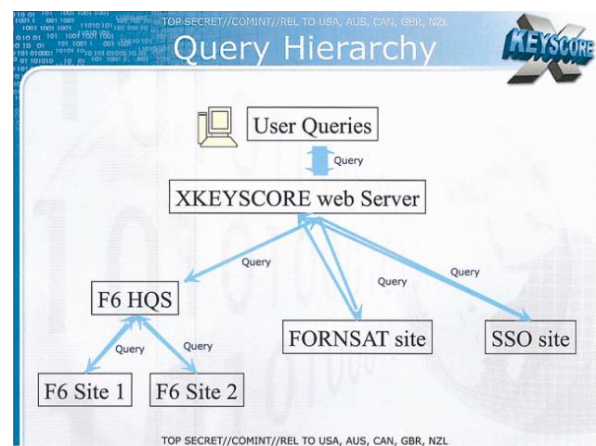 TOP SECRET//COMINT//REL TO USA, AUS, CAN, GBR, NZL
Query Hierarchy
KEYSCORE
X
User Queries
Query
XKEYSCORE web Server
Query
Query
Query
F6 HQS
FORNSAT site
SSO site
Query
Query
F6 Site 1
F6 Site 2
TOP SECRET//COMINT//REL TO USA, AUS, CAN, GBR, NZL